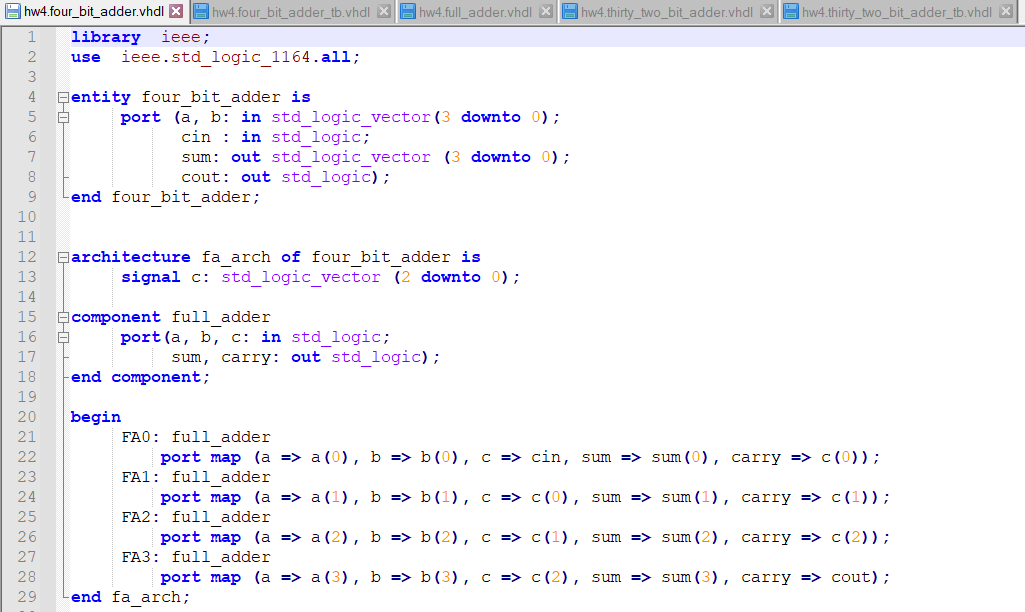 hw4.four_bit_adder.vhdl hw4.four_bit_adder_tb.vhdl hw4.full_adder.vhdl hw4.thirty_two_bit_adder.vhdl hw4.thirty_two_bit_adder_tb.vhdl
1 library  ieee;
2 use  ieee.std_logic_1164.all;
3
4 entity four_bit_adder is
5      port (a, b: in std_logic_vector(3 downto 0);
6            cin : in std_logic;
7            sum: out std_logic_vector (3 downto 0);
8            cout: out std_logic);
9 end four_bit_adder;
10
11
12 architecture fa_arch of four_bit_adder is
13      signal c: std_logic_vector (2 downto 0);
14
15 component full_adder
16      port(a, b, c: in std_logic;
17           sum, carry: out std_logic);
18 end component;
19
20 begin
21      FA0: full_adder
22          port map (a => a(0), b => b(0), c => cin, sum => sum(0), carry => c(0));
23      FA1: full_adder
24          port map (a => a(1), b => b(1), c => c(0), sum => sum(1), carry => c(1));
25      FA2: full_adder
26          port map (a => a(2), b => b(2), c => c(1), sum => sum(2), carry => c(2));
27      FA3: full_adder
28          port map (a => a(3), b => b(3), c => c(2), sum => sum(3), carry => cout);
29 end fa_arch;